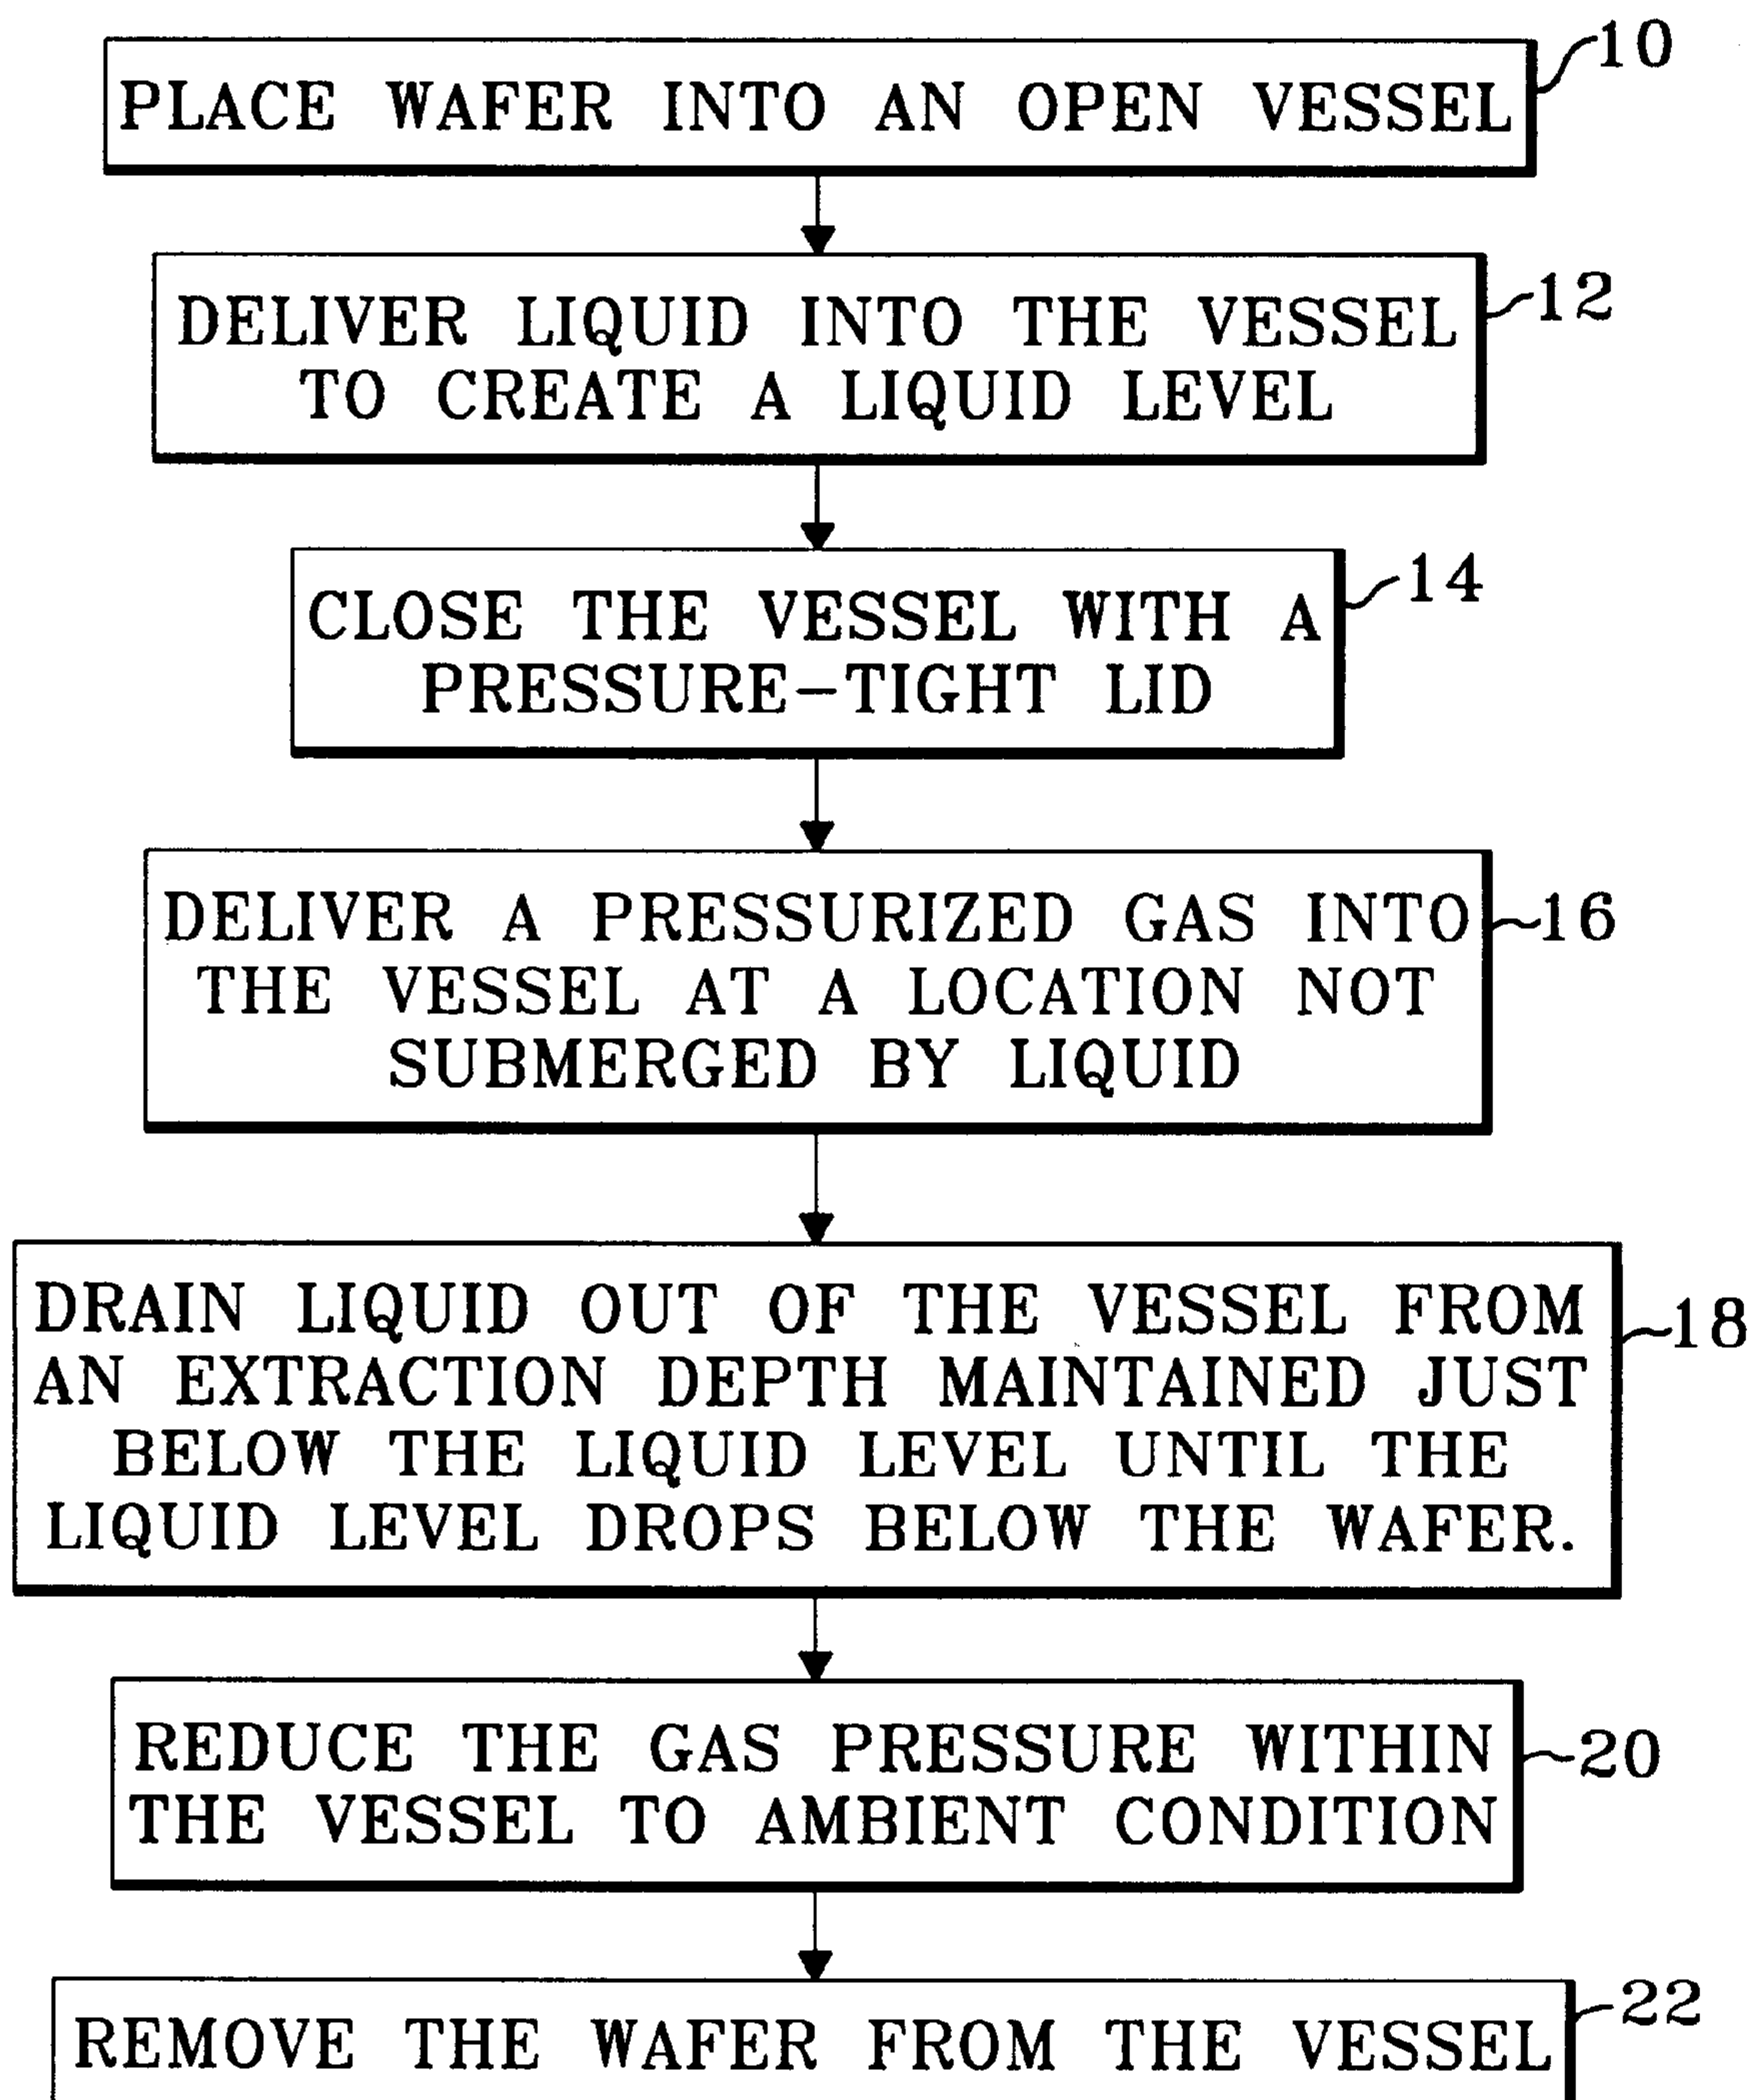 10
PLACE WAFER INTO AN OPEN VESSEL
12
DELIVER LIQUID INTO THE VESSEL
TO CREATE A LIQUID LEVEL
14
CLOSE THE VESSEL WITH A
PRESSURE-TIGHT LID
16
DELIVER A PRESSURIZED GAS INTO
THE VESSEL AT A LOCATION NOT
SUBMERGED BY LIQUID
18
DRAIN LIQUID OUT OF THE VESSEL FROM
AN EXTRACTION DEPTH MAINTAINED JUST
BELOW THE LIQUID LEVEL UNTIL THE
LIQUID LEVEL DROPS BELOW THE WAFER.
20
REDUCE THE GAS PRESSURE WITHIN
THE VESSEL TO AMBIENT CONDITION
22
REMOVE THE WAFER FROM THE VESSEL